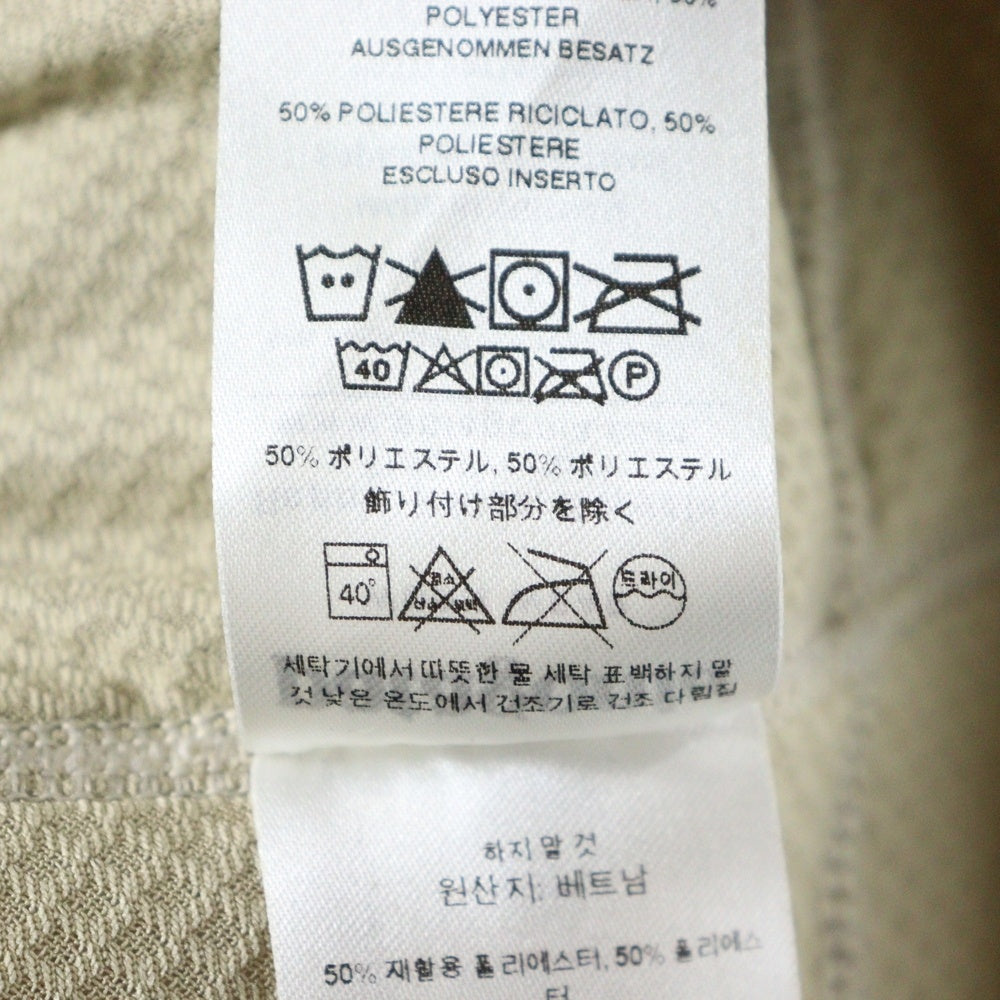 POLYESTER
AUSGENOMMEN BESATZ
50% POLIESTERE RICICLATO, 50%
POLIESTERE
ESCLUSO INSERTO
40
P
50% ポリエステル, 50% ポリエステル
飾り付け部分を除く
40°
드라이
세탁기에서 따뜻한 물 세탁 표백하지 말
것 낮은 온도에서 건조기로 건조 다림질
하지 말 것
원산지: 베트남
50% 재활용 폴리에스터, 50% 폴리에스
터